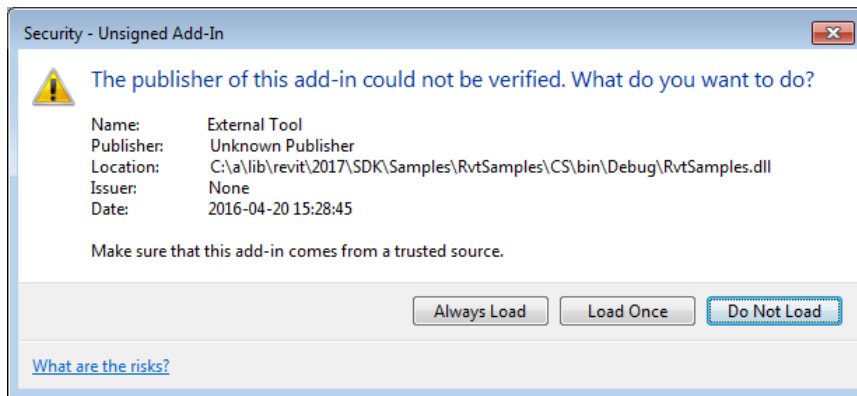 Security - Unsigned Add-In
The publisher of this add-in could not be verified. What do you want to do?
Name: External Tool
Publisher: Unknown Publisher
Location: C:\a\lib\revit\2017\SDK\Samples\RvtSamples\CS\bin\Debug\RvtSamples.dll
Issuer: None
Date: 2016-04-20 15:28:45
Make sure that this add-in comes from a trusted source.
Always Load Load Once Do Not Load
What are the risks?